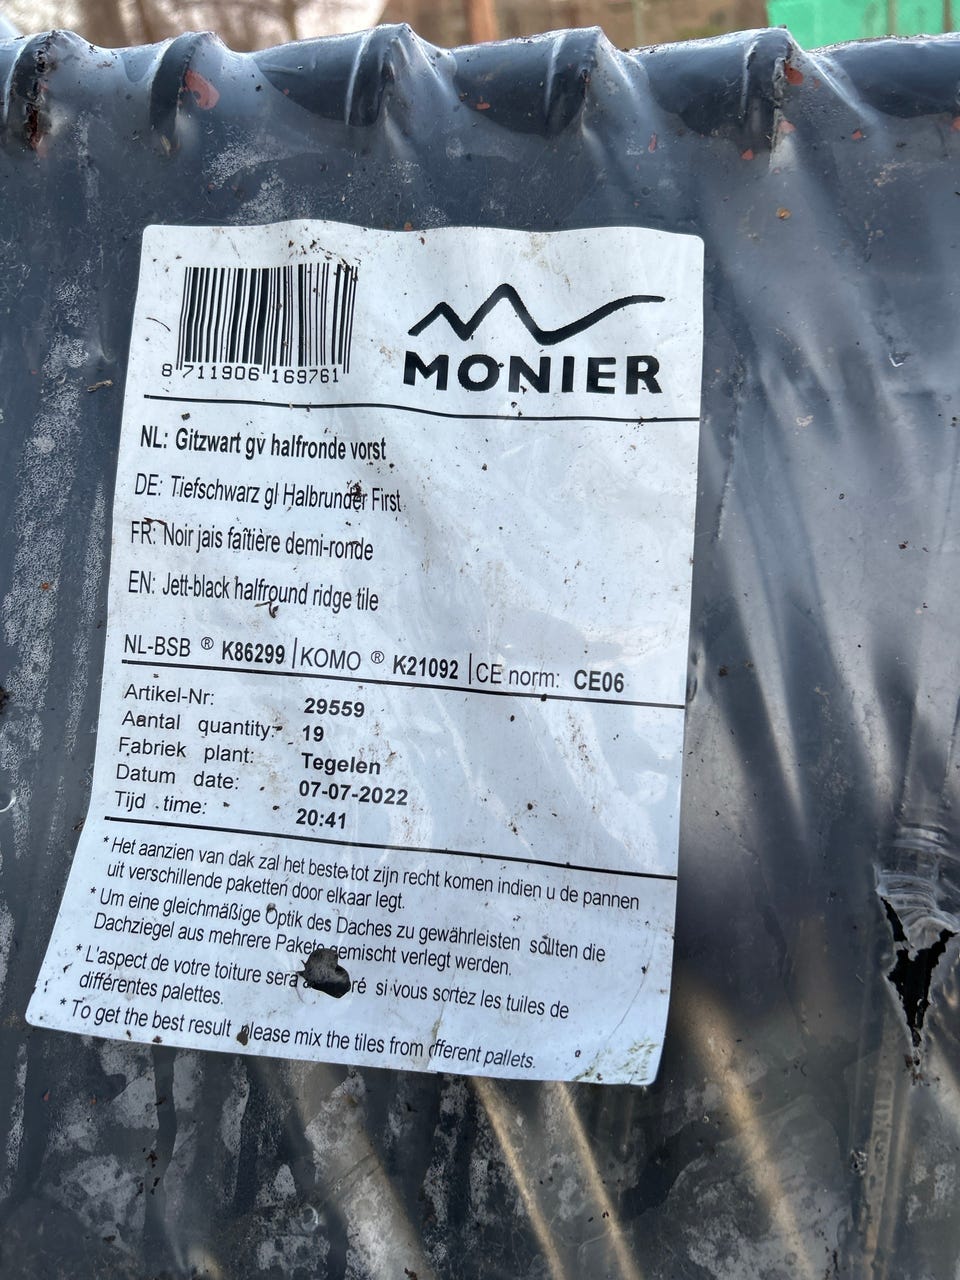 8 711906 169761
MONIER
NL: Gitzwart gv halfronde vorst
DE: Tiefschwarz gl Halbrunder First
FR: Noir jais faîtière demi-ronde
EN: Jett-black halfround ridge tile
NL-BSB ® K86299 | KOMO ® K21092 | CE norm: CE06
Artikel-Nr: 29559
Aantal quantity: 19
Fabriek plant: Tegelen
Datum date: 07-07-2022
Tijd time: 20:41
* Het aanzien van dak zal het beste tot zijn recht komen indien u de pannen
uit verschillende paketten door elkaar legt.
* Um eine gleichmäßige Optik des Daches zu gewährleisten sollten die
Dachziegel aus mehrere Pakete gemischt verlegt werden.
* L'aspect de votre toiture sera si vous sortez les tuiles de
différentes palettes.
* To get the best result please mix the tiles from fferent pallets.